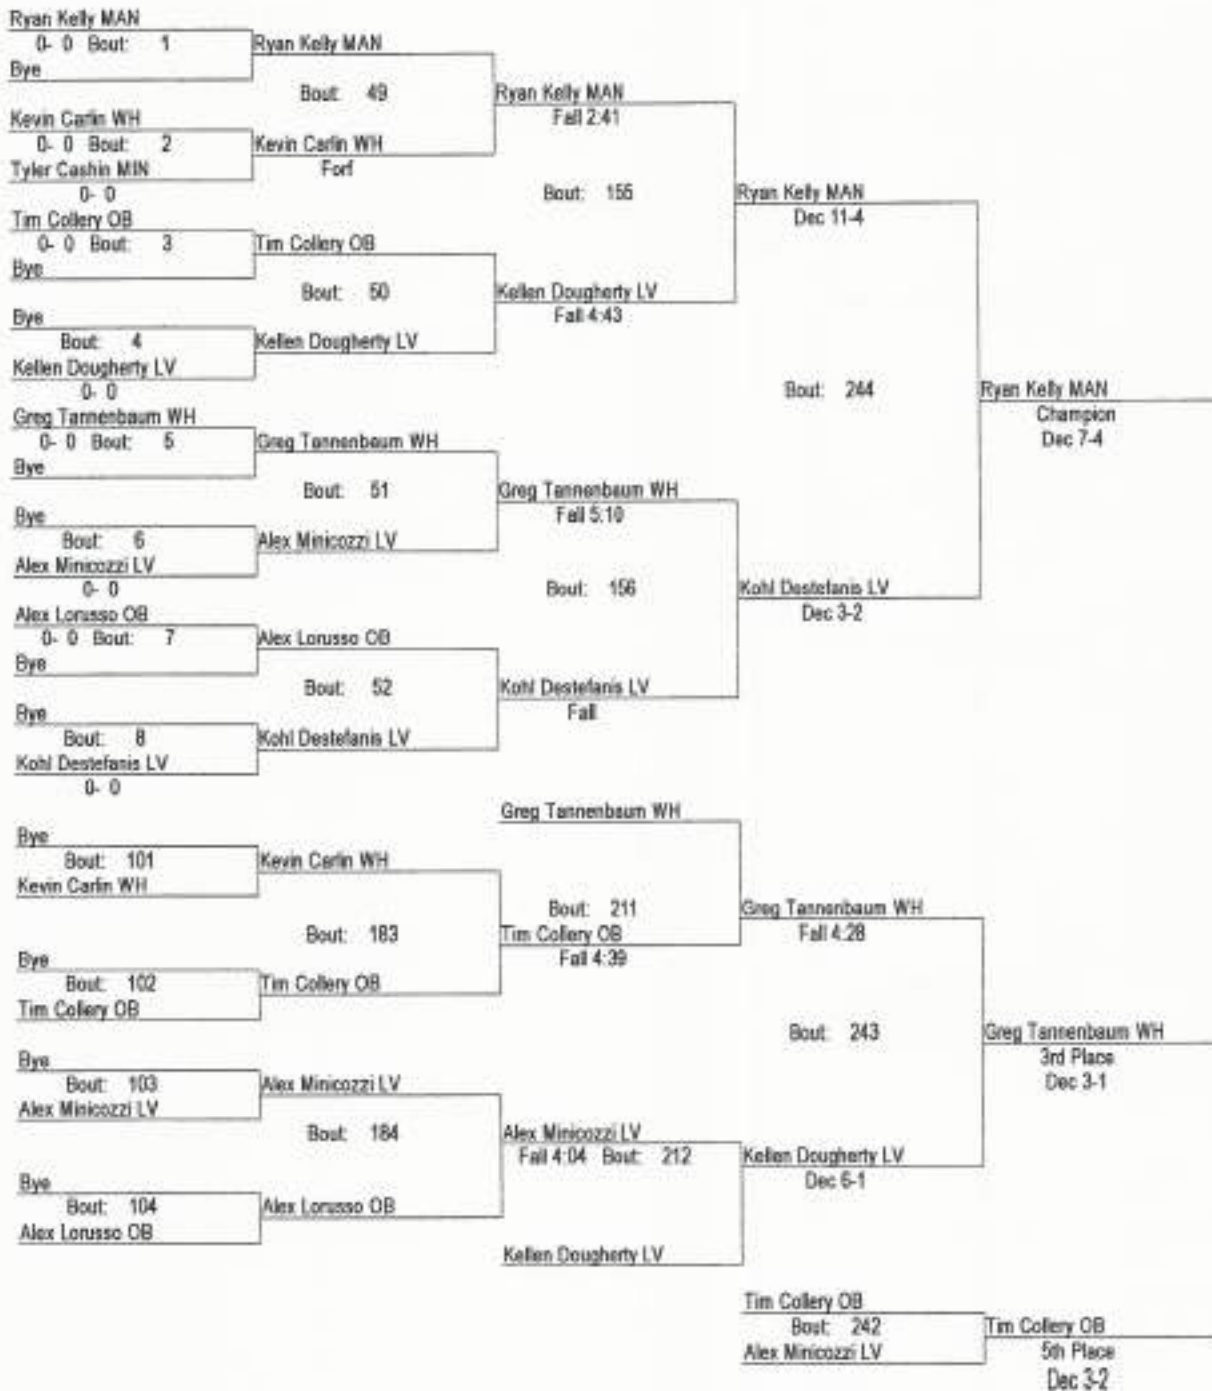 Ryan Kelly MAN
0- 0 Bout: 1
Bye
Ryan Kelly MAN
Bout: 49
Kevin Carlin WH
0- 0 Bout: 2
Tyler Cashin MIN
0- 0
Kevin Carlin WH
Forf
Ryan Kelly MAN
Fall 2:41
Tim Collery OB
0- 0 Bout: 3
Bye
Tim Collery OB
Bout: 50
Bye
Bout: 4
Kellen Dougherty LV
0- 0
Kellen Dougherty LV
Kellen Dougherty LV
Fall 4:43
Bout: 155
Ryan Kelly MAN
Dec 11-4
Greg Tannenbaum WH
0- 0 Bout: 5
Bye
Greg Tannenbaum WH
Bout: 51
Bye
Bout: 6
Alex Minicozzi LV
0- 0
Alex Minicozzi LV
Greg Tannenbaum WH
Fall 5:10
Alex Lorusso OB
0- 0 Bout: 7
Bye
Alex Lorusso OB
Bout: 52
Bye
Bout: 8
Kohl Destefanis LV
0- 0
Kohl Destefanis LV
Kohl Destefanis LV
Fall
Bout: 156
Kohl Destefanis LV
Dec 3-2
Bout: 244
Ryan Kelly MAN
Champion
Dec 7-4
Bye
Bout: 101
Kevin Carlin WH
Kevin Carlin WH
Bout: 183
Bye
Bout: 102
Tim Collery OB
Tim Collery OB
Greg Tannenbaum WH
Bout: 211
Tim Collery OB
Fall 4:39
Greg Tannenbaum WH
Fall 4:28
Bye
Bout: 103
Alex Minicozzi LV
Alex Minicozzi LV
Bout: 184
Bye
Bout: 104
Alex Lorusso OB
Alex Lorusso OB
Alex Minicozzi LV
Fall 4:04 Bout: 212
Kellen Dougherty LV
Kellen Dougherty LV
Dec 6-1
Bout: 243
Greg Tannenbaum WH
3rd Place
Dec 3-1
Tim Collery OB
Bout: 242
Alex Minicozzi LV
Tim Collery OB
5th Place
Dec 3-2